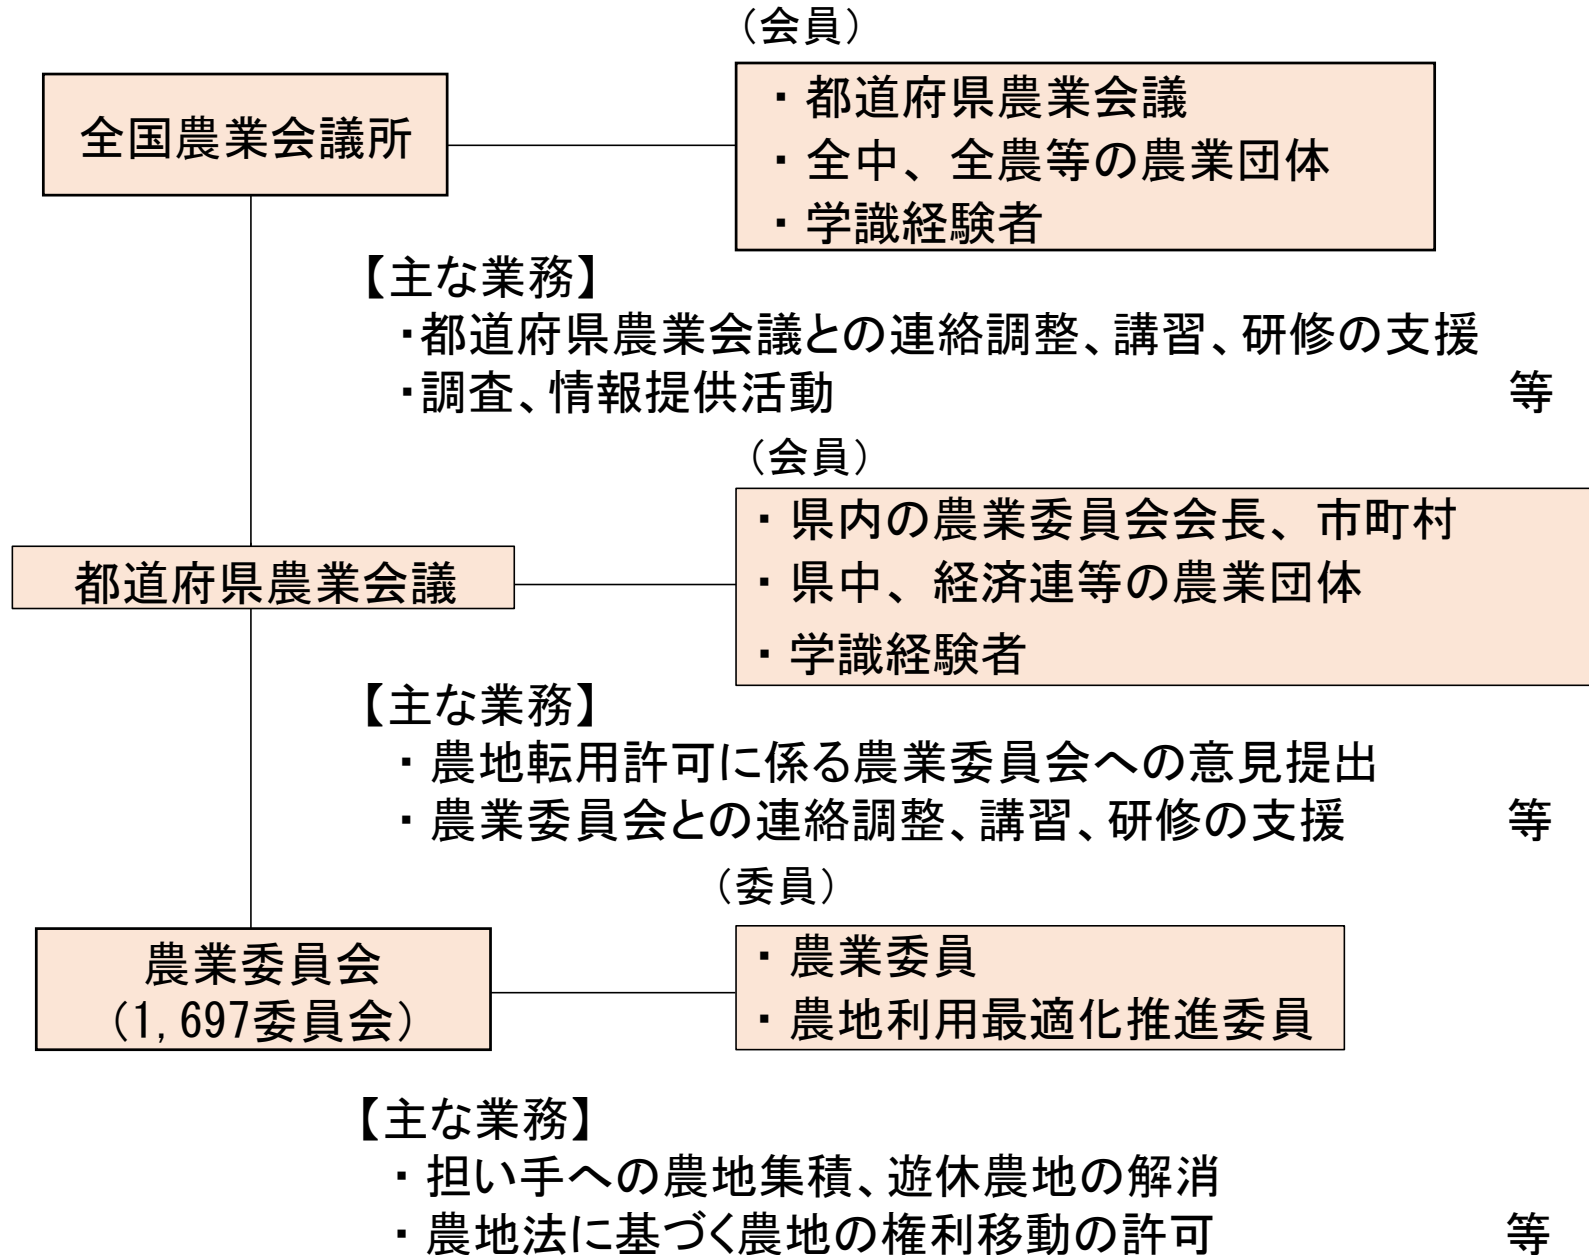 （会員）
全国農業会議所
・都道府県農業会議
・全中、全農等の農業団体
・学識経験者
【主な業務】
・都道府県農業会議との連絡調整、講習、研修の支援
・調査、情報提供活動　等
（会員）
都道府県農業会議
・県内の農業委員会会長、市町村
・県中、経済連等の農業団体
・学識経験者
【主な業務】
・農地転用許可に係る農業委員会への意見提出
・農業委員会との連絡調整、講習、研修の支援　等
（委員）
農業委員会
（1,697委員会）
・農業委員
・農地利用最適化推進委員
【主な業務】
・担い手への農地集積、遊休農地の解消
・農地法に基づく農地の権利移動の許可　等